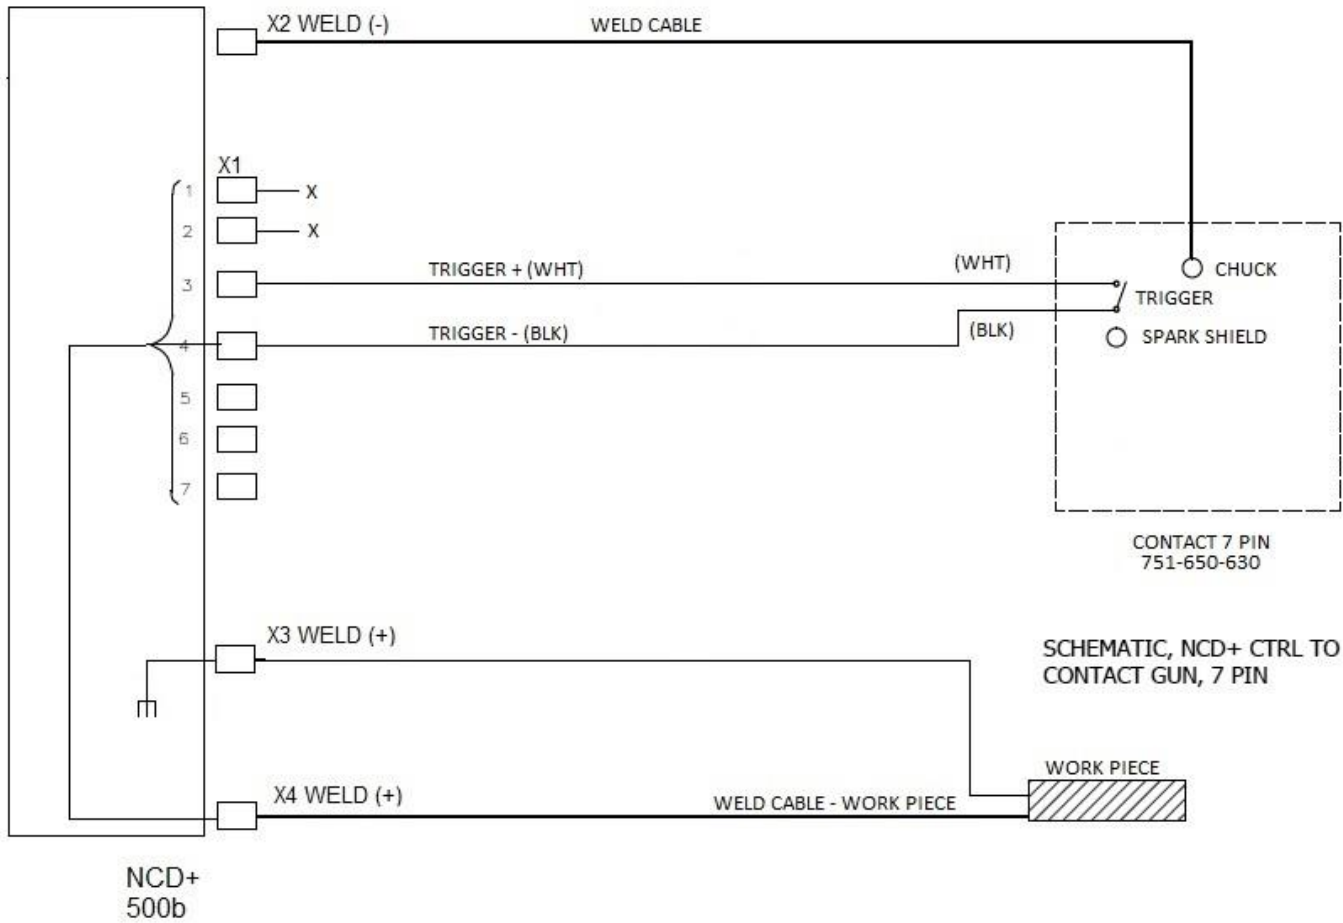 X2 WELD (-)
WELD CABLE
X1
1
X
2
X
3
TRIGGER + (WHT)
(WHT)
CHUCK
TRIGGER
4
TRIGGER - (BLK)
(BLK)
SPARK SHIELD
5
6
7
CONTACT 7 PIN
751-650-630
X3 WELD (+)
SCHEMATIC, NCD+ CTRL TO
CONTACT GUN, 7 PIN
WORK PIECE
X4 WELD (+)
WELD CABLE - WORK PIECE
NCD+
500b